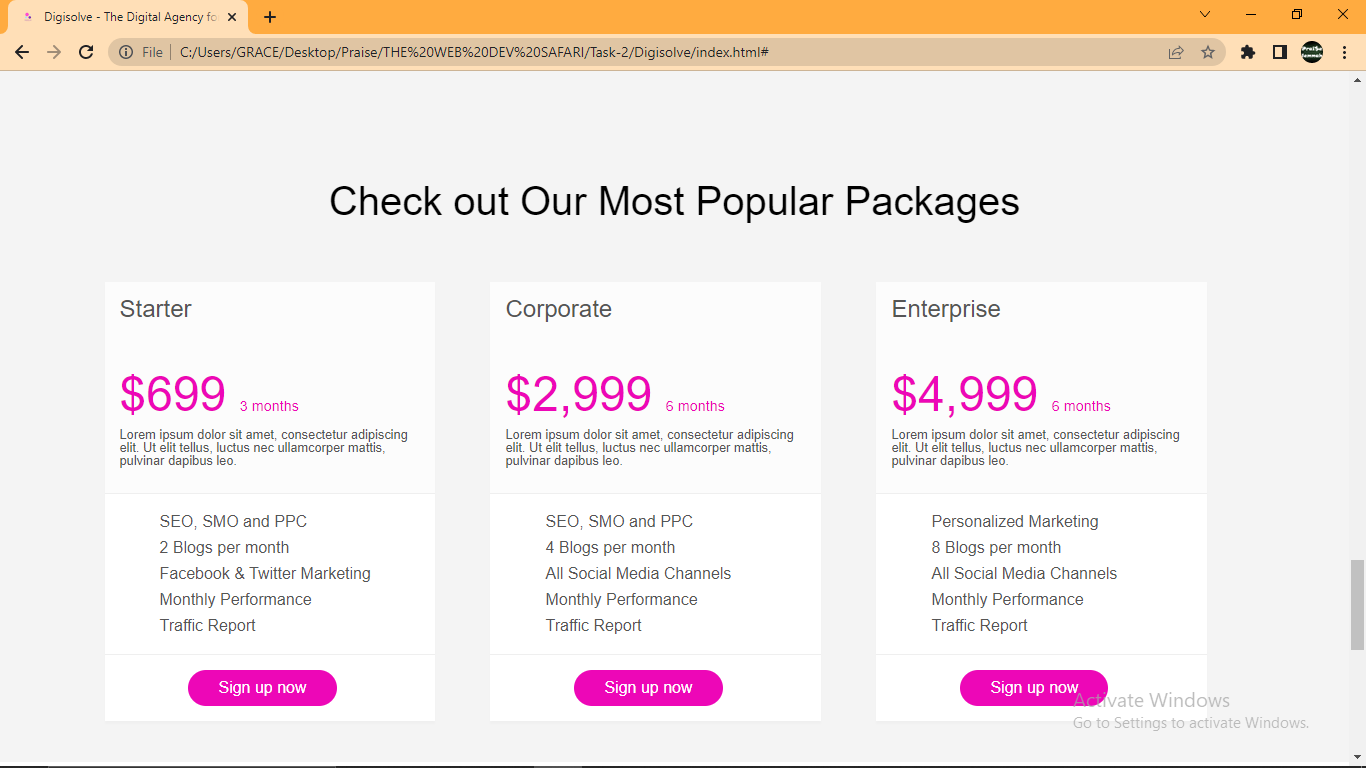 Digisolve - The Digital Agency fo
File
C:/Users/GRACE/Desktop/Praise/THE%20WEB%20DEV%20SAFARI/Task-2/Digisolve/index.html#
Check out Our Most Popular Packages
Starter
$699 3 months
Lorem ipsum dolor sit amet, consectetur adipiscing
elit. Ut elit tellus, luctus nec ullamcorper mattis,
pulvinar dapibus leo.
SEO, SMO and PPC
2 Blogs per month
Facebook & Twitter Marketing
Monthly Performance
Traffic Report
Sign up now
Corporate
$2,999 6 months
Lorem ipsum dolor sit amet, consectetur adipiscing
elit. Ut elit tellus, luctus nec ullamcorper mattis,
pulvinar dapibus leo.
SEO, SMO and PPC
4 Blogs per month
All Social Media Channels
Monthly Performance
Traffic Report
Sign up now
Enterprise
$4,999 6 months
Lorem ipsum dolor sit amet, consectetur adipiscing
elit. Ut elit tellus, luctus nec ullamcorper mattis,
pulvinar dapibus leo.
Personalized Marketing
8 Blogs per month
All Social Media Channels
Monthly Performance
Traffic Report
Sign up now
Activate Windows
Go to Settings to activate Windows.